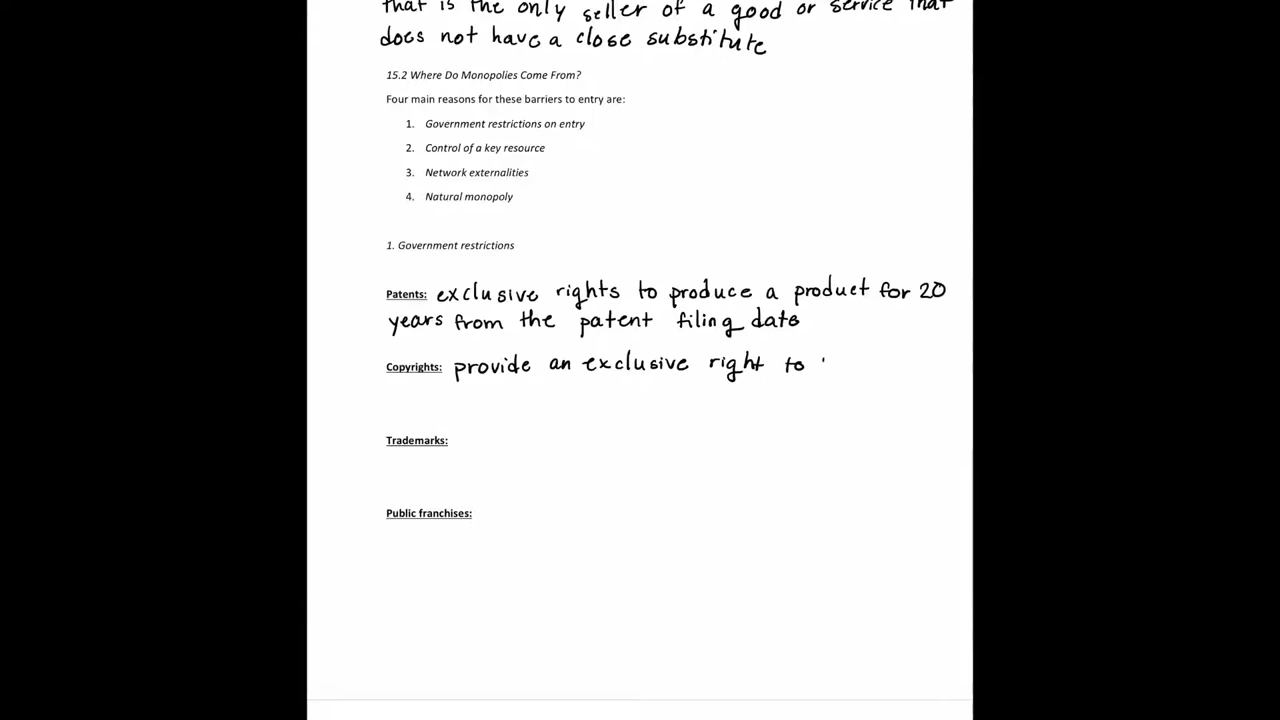 that is the only seller of a good or service that
does not have a close substitute
15.2 Where Do Monopolies Come From?
Four main reasons for these barriers to entry are:
1. Government restrictions on entry
2. Control of a key resource
3. Network externalities
4. Natural monopoly
1. Government restrictions
Patents: exclusive rights to produce a product for 20
years from the patent filing date
Copyrights: provide an exclusive right to
Trademarks:
Public franchises: